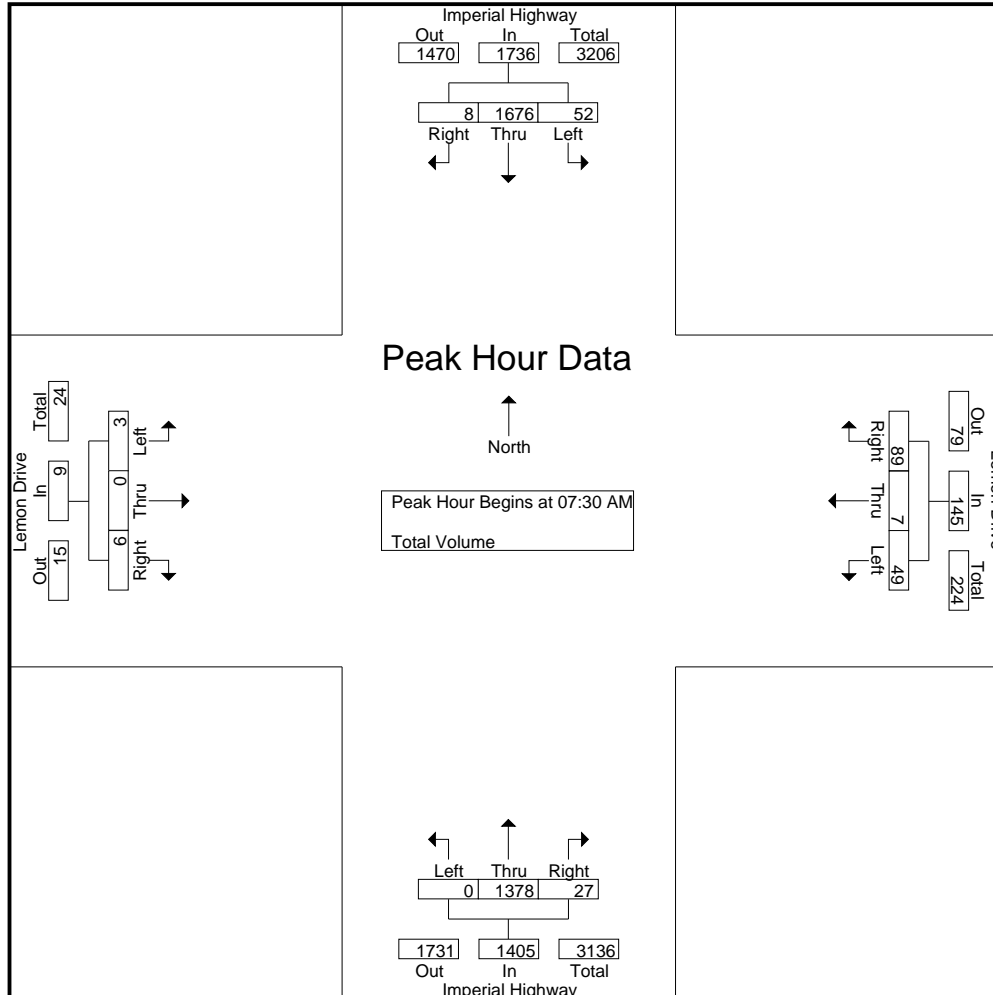 Imperial Highway
Out In Total
1470 1736 3206
8 1676 52
Right Thru Left
Peak Hour Data
North
Peak Hour Begins at 07:30 AM
Total Volume
Lemon Drive
Out In Total
15 9 24
3 0 6
Left Thru Right
Out In Total
79 145 224
89 7 49
Right Thru Left
Left Thru Right
0 1378 27
1731 1405 3136
Out In Total
Imperial Highway